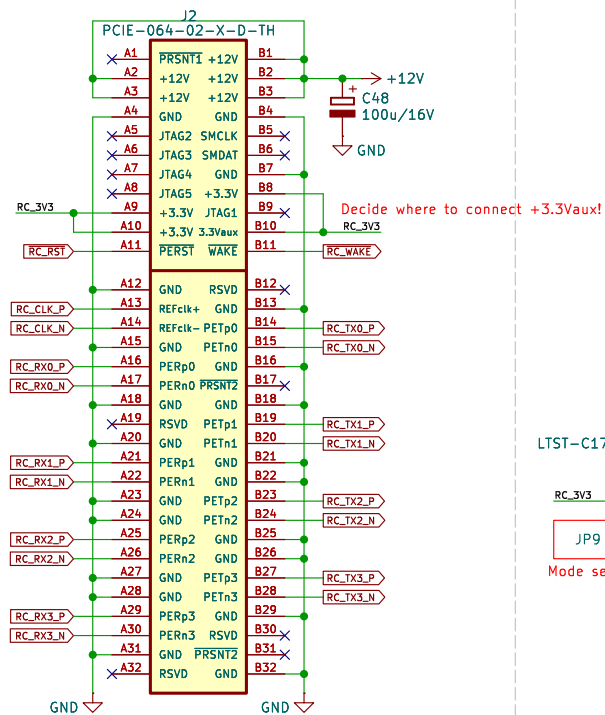 J2
PCIE-064-02-X-D-TH
A1 PRSNT1 +12V B1
A2 +12V +12V B2 +12V
A3 +12V +12V B3
C48
A4 GND GND B4 100u/16V
A5 JTAG2 SMCLK B5
A6 JTAG3 SMDAT B6 GND
A7 JTAG4 GND B7
A8 JTAG5 +3.3V B8
RC_3V3 A9 +3.3V JTAG1 B9 Decide where to connect +3.3Vaux!
A10 +3.3V 3.3Vaux B10 RC_3V3
RC_RST A11 PERST WAKE B11 RC_WAKE
A12 GND RSVD B12
RC_CLK_P A13 REFclk+ GND B13
RC_CLK_N A14 REFclk- PETp0 B14 RC_TX0_P
A15 GND PETn0 B15 RC_TX0_N
RC_RX0_P A16 PERp0 GND B16
RC_RX0_N A17 PERn0 PRSNT2 B17
A18 GND GND B18
A19 RSVD PETp1 B19 RC_TX1_P
A20 GND PETn1 B20 RC_TX1_N
LTST-C17
RC_RX1_P A21 PERp1 GND B21
RC_RX1_N A22 PERn1 GND B22
A23 GND PETp2 B23 RC_TX2_P
RC_3V3
A24 GND PETn2 B24 RC_TX2_N
RC_RX2_P A25 PERp2 GND B25
JP9
RC_RX2_N A26 PERn2 GND B26
A27 GND PETp3 B27 RC_TX3_P
Mode se
A28 GND PETn3 B28 RC_TX3_N
RC_RX3_P A29 PERp3 GND B29
RC_RX3_N A30 PERn3 RSVD B30
A31 GND PRSNT2 B31
A32 RSVD GND B32
GND GND